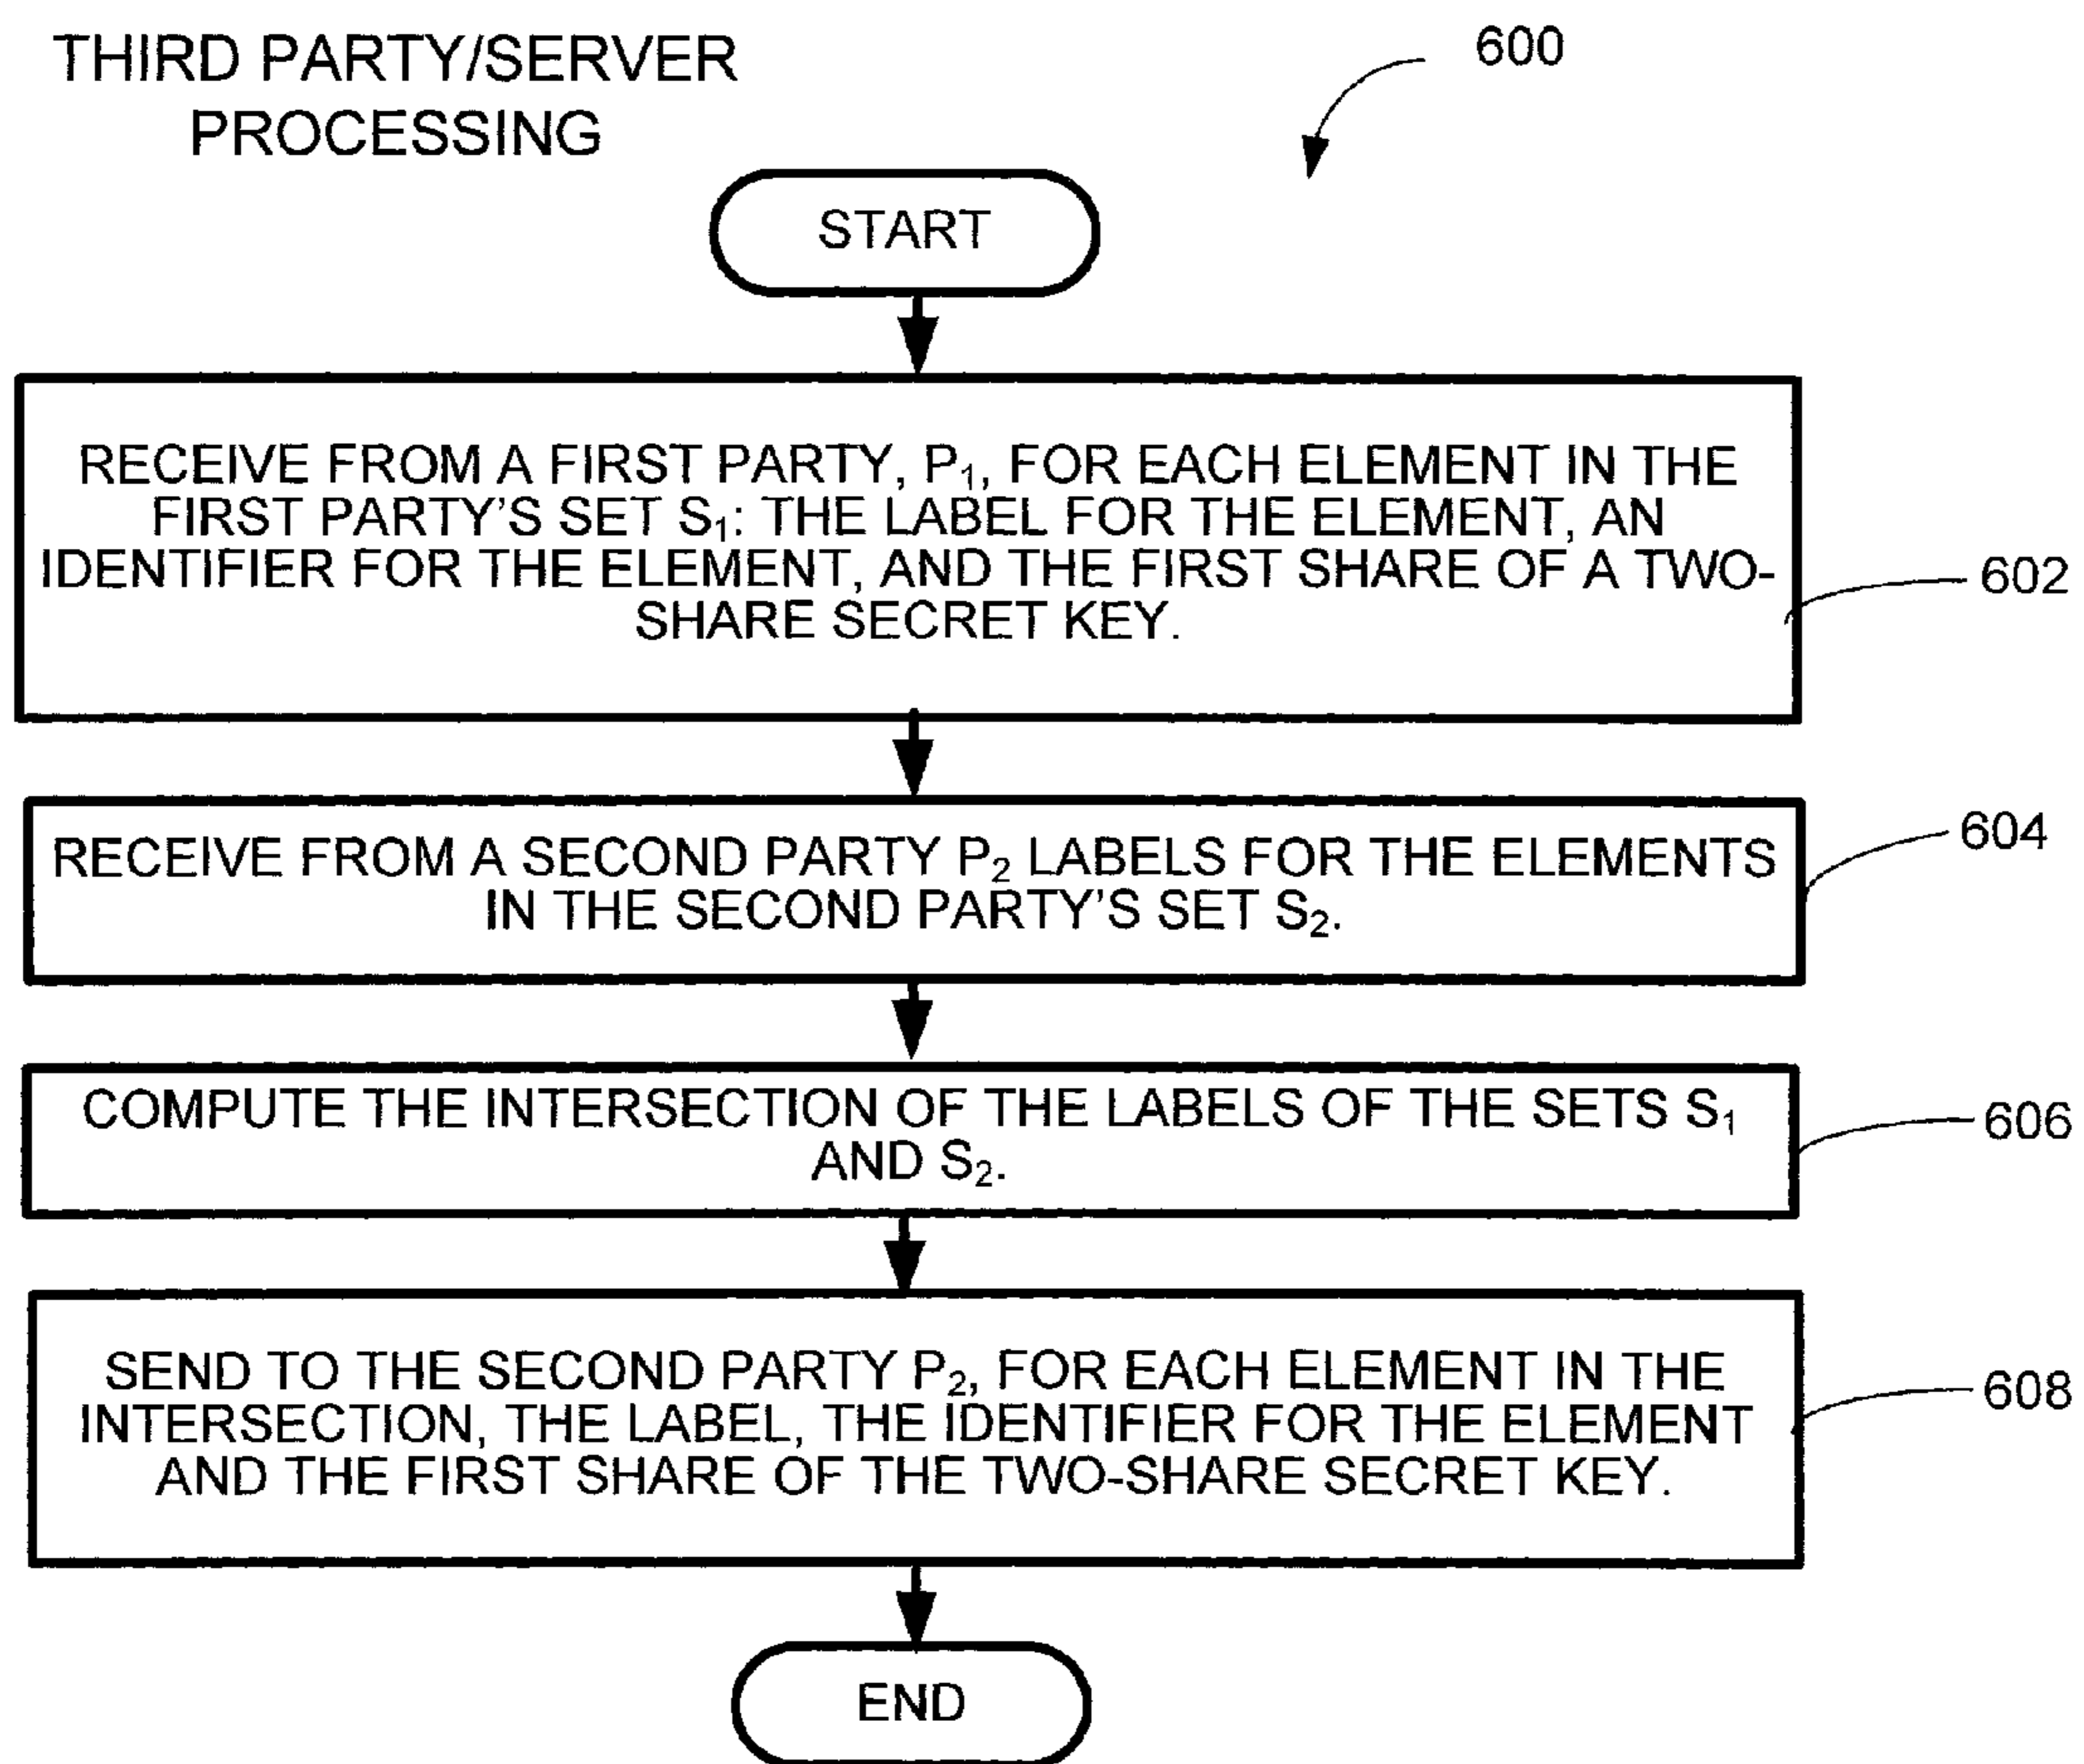 THIRD PARTY/SERVER
PROCESSING
600
START
RECEIVE FROM A FIRST PARTY, P₁, FOR EACH ELEMENT IN THE
FIRST PARTY'S SET S₁: THE LABEL FOR THE ELEMENT, AN
IDENTIFIER FOR THE ELEMENT, AND THE FIRST SHARE OF A TWO-
SHARE SECRET KEY.
602
RECEIVE FROM A SECOND PARTY P₂ LABELS FOR THE ELEMENTS
IN THE SECOND PARTY'S SET S₂.
604
COMPUTE THE INTERSECTION OF THE LABELS OF THE SETS S₁
AND S₂.
606
SEND TO THE SECOND PARTY P₂, FOR EACH ELEMENT IN THE
INTERSECTION, THE LABEL, THE IDENTIFIER FOR THE ELEMENT
AND THE FIRST SHARE OF THE TWO-SHARE SECRET KEY.
608
END